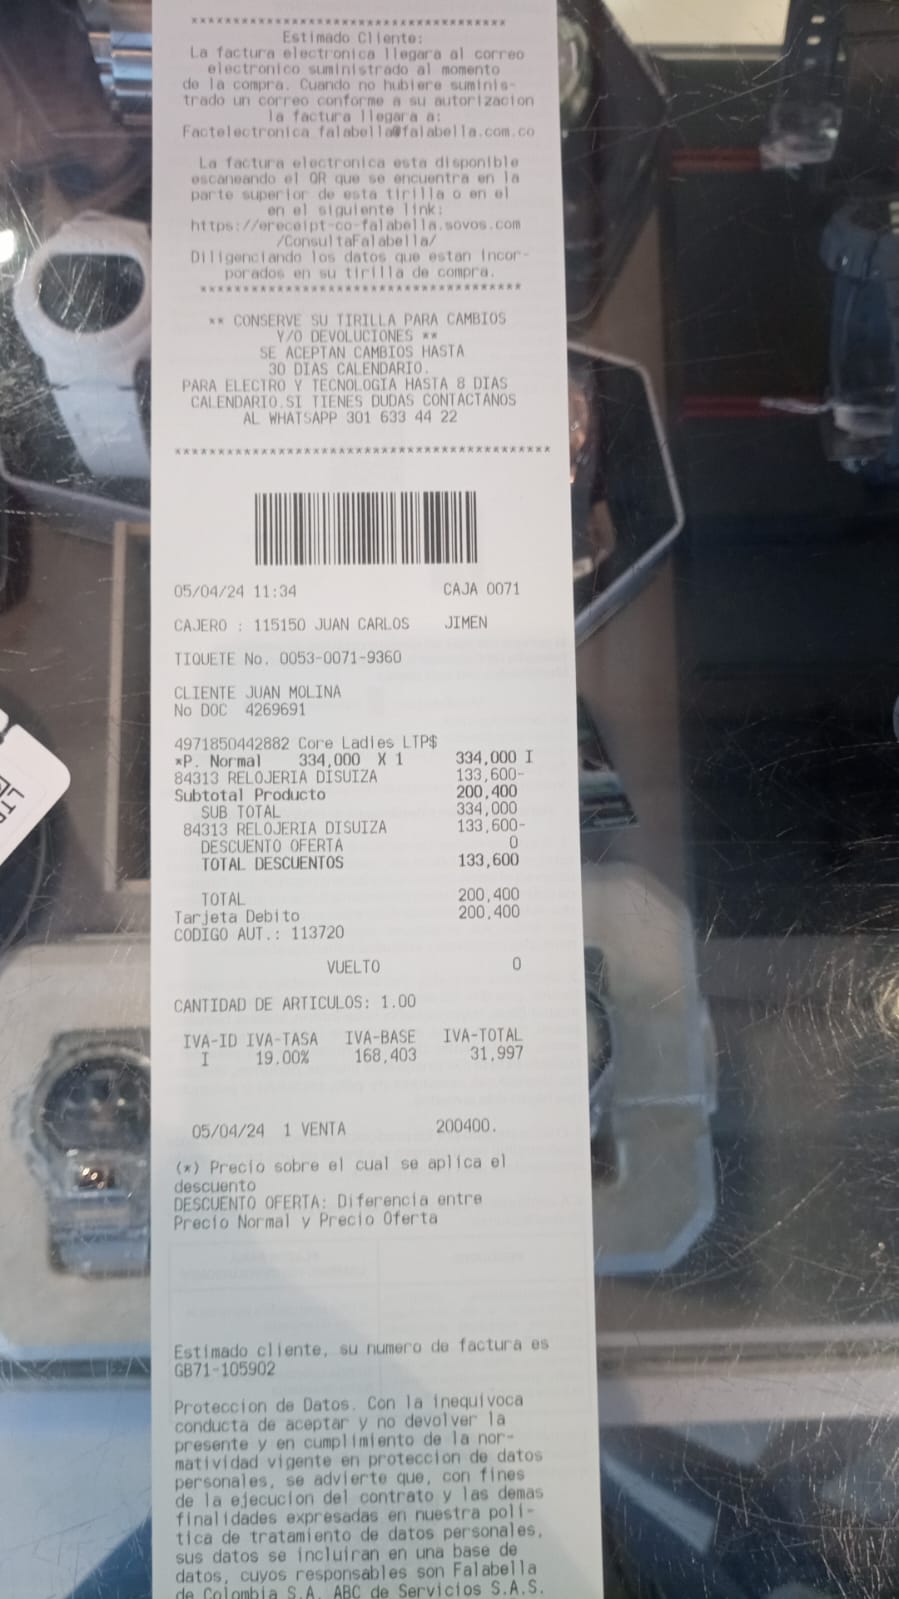 *************************************
Estimado Cliente:
La factura electronica llegara al correo
electronico suministrado al momento
de la compra. Cuando no hubiere suminis-
trado un correo conforme a su autorizacion
la factura llegara a:
Factelectronica falabella@falabella.com.co
La factura electronica esta disponible
escaneando el QR que se encuentra en la
parte superior de esta tirilla o en el
en el siguiente link:
https://ereceipt-co-falabella.sovos.com
/ConsultaFalabella/
Diligenciando los datos que estan incor-
porados en su tirilla de compra.
*************************************
** CONSERVE SU TIRILLA PARA CAMBIOS
Y/O DEVOLUCIONES **
SE ACEPTAN CAMBIOS HASTA
30 DIAS CALENDARIO.
PARA ELECTRO Y TECNOLOGIA HASTA 8 DIAS
CALENDARIO.SI TIENES DUDAS CONTACTANOS
AL WHATSAPP 301 633 44 22
*******************************************
05/04/24 11:34 CAJA 0071
CAJERO : 115150 JUAN CARLOS JIMEN
TIQUETE No. 0053-0071-9360
CLIENTE JUAN MOLINA
No DOC 4269691
4971850442882 Core Ladies LTP$
*P. Normal 334,000 X 1 334,000 I
84313 RELOJERIA DISUIZA 133,600-
Subtotal Producto 200,400
SUB TOTAL 334,000
84313 RELOJERIA DISUIZA 133,600-
DESCUENTO OFERTA 0
TOTAL DESCUENTOS 133,600
TOTAL 200,400
Tarjeta Debito 200,400
CODIGO AUT.: 113720
VUELTO 0
CANTIDAD DE ARTICULOS: 1.00
IVA-ID IVA-TASA IVA-BASE IVA-TOTAL
I 19.00% 168,403 31,997
05/04/24 1 VENTA 200400.
(*) Precio sobre el cual se aplica el
descuento
DESCUENTO OFERTA: Diferencia entre
Precio Normal y Precio Oferta
Estimado cliente, su numero de factura es
GB71-105902
Proteccion de Datos. Con la inequivoca
conducta de aceptar y no devolver la
presente y en cumplimiento de la nor-
matividad vigente en proteccion de datos
personales, se advierte que, con fines
de la ejecucion del contrato y las demas
finalidades expresadas en nuestra poli-
tica de tratamiento de datos personales,
sus datos se incluiran en una base de
datos, cuyos responsables son Falabella
de Colombia S.A. ABC de Servicios S.A.S.